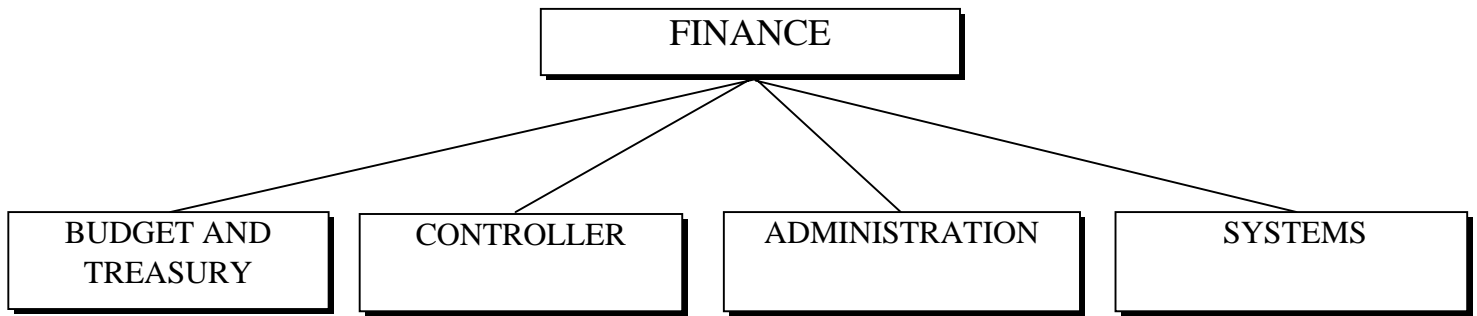 FINANCE
BUDGET AND
TREASURY
CONTROLLER
ADMINISTRATION
SYSTEMS